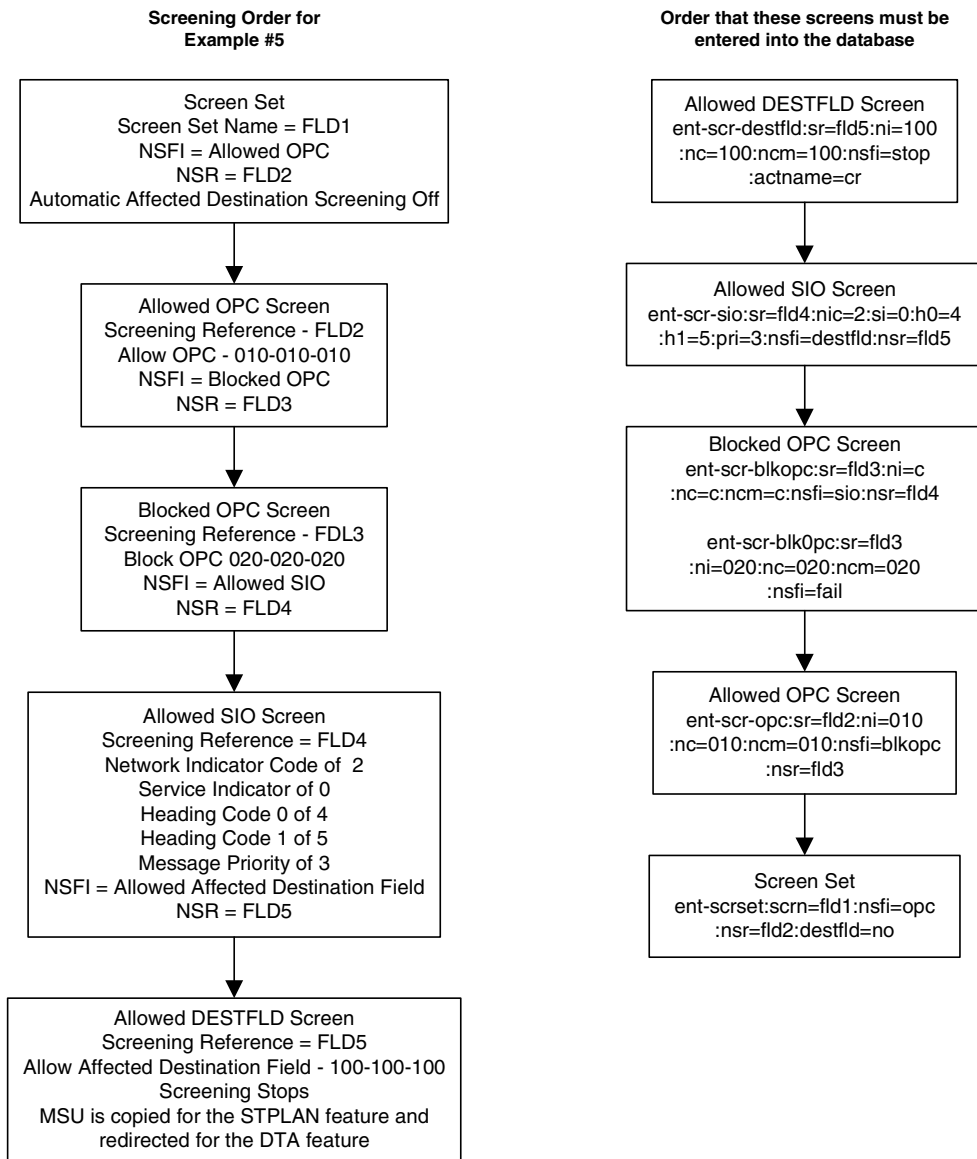 Screening Order for
Example #5
Screen Set
Screen Set Name = FLD1
NSFI = Allowed OPC
NSR = FLD2
Automatic Affected Destination Screening Off
Allowed OPC Screen
Screening Reference - FLD2
Allow OPC - 010-010-010
NSFI = Blocked OPC
NSR = FLD3
Blocked OPC Screen
Screening Reference - FDL3
Block OPC 020-020-020
NSFI = Allowed SIO
NSR = FLD4
Allowed SIO Screen
Screening Reference = FLD4
Network Indicator Code of 2
Service Indicator of 0
Heading Code 0 of 4
Heading Code 1 of 5
Message Priority of 3
NSFI = Allowed Affected Destination Field
NSR = FLD5
Allowed DESTFLD Screen
Screening Reference = FLD5
Allow Affected Destination Field - 100-100-100
Screening Stops
MSU is copied for the STPLAN feature and
redirected for the DTA feature
Order that these screens must be
entered into the database
Allowed DESTFLD Screen
ent-scr-destfld:sr=fld5:ni=100
:nc=100:ncm=100:nsfi=stop
:actname=cr
Allowed SIO Screen
ent-scr-sio:sr=fld4:nic=2:si=0:h0=4
:h1=5:pri=3:nsfi=destfld:nsr=fld5
Blocked OPC Screen
ent-scr-blkopc:sr=fld3:ni=c
:nc=c:ncm=c:nsfi=sio:nsr=fld4
ent-scr-blk0pc:sr=fld3
:ni=020:nc=020:ncm=020
:nsfi=fail
Allowed OPC Screen
ent-scr-opc:sr=fld2:ni=010
:nc=010:ncm=010:nsfi=blkopc
:nsr=fld3
Screen Set
ent-scrset:scrn=fld1:nsfi=opc
:nsr=fld2:destfld=no